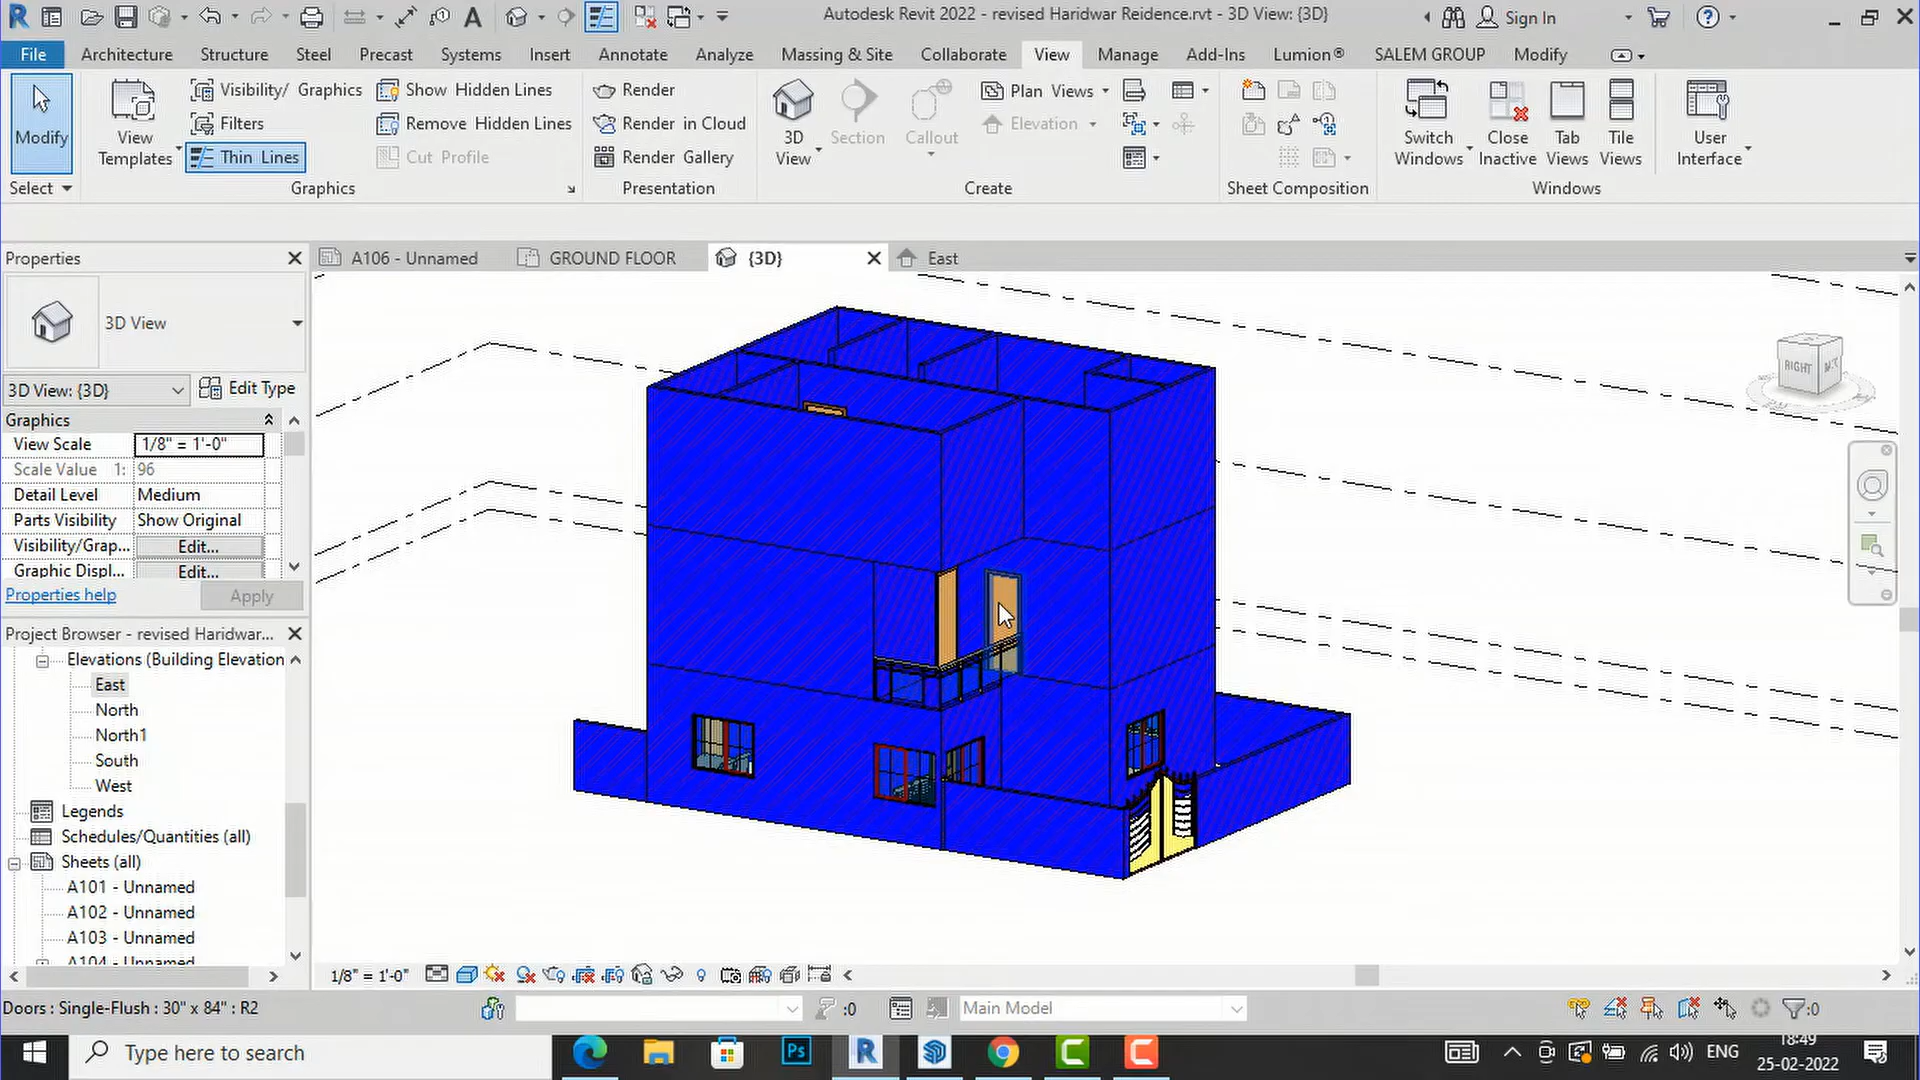 Autodesk Revit 2022 - revised Haridwar Reidence.rvt - 3D View: {3D}
Sign In
File Architecture Structure Steel Precast Systems Insert Annotate Analyze Massing & Site Collaborate View Manage Add-Ins Lumion® SALEM GROUP Modify
Modify
Select
View Templates
Visibility/ Graphics
Filters
Thin Lines
Show Hidden Lines
Remove Hidden Lines
Cut Profile
Graphics
Render
Render in Cloud
Render Gallery
Presentation
3D View
Section
Callout
Plan Views
Elevation
Create
Sheet Composition
Switch Windows
Close Inactive
Tab Views
Tile Views
Windows
User Interface
Properties
A106 - Unnamed
GROUND FLOOR
{3D}
East
3D View
3D View: {3D}
Edit Type
Graphics
View Scale 1/8" = 1'-0"
Scale Value 1: 96
Detail Level Medium
Parts Visibility Show Original
Visibility/Grap... Edit...
Graphic Displ... Edit...
Properties help
Apply
Project Browser - revised Haridwar...
Elevations (Building Elevation
East
North
North1
South
West
Legends
Schedules/Quantities (all)
Sheets (all)
A101 - Unnamed
A102 - Unnamed
A103 - Unnamed
A104 - Unnamed
RIGHT
1/8" = 1'-0"
Doors : Single-Flush : 30" x 84" : R2
:0
Main Model
:0
Type here to search
Ps
ENG
18:49
25-02-2022